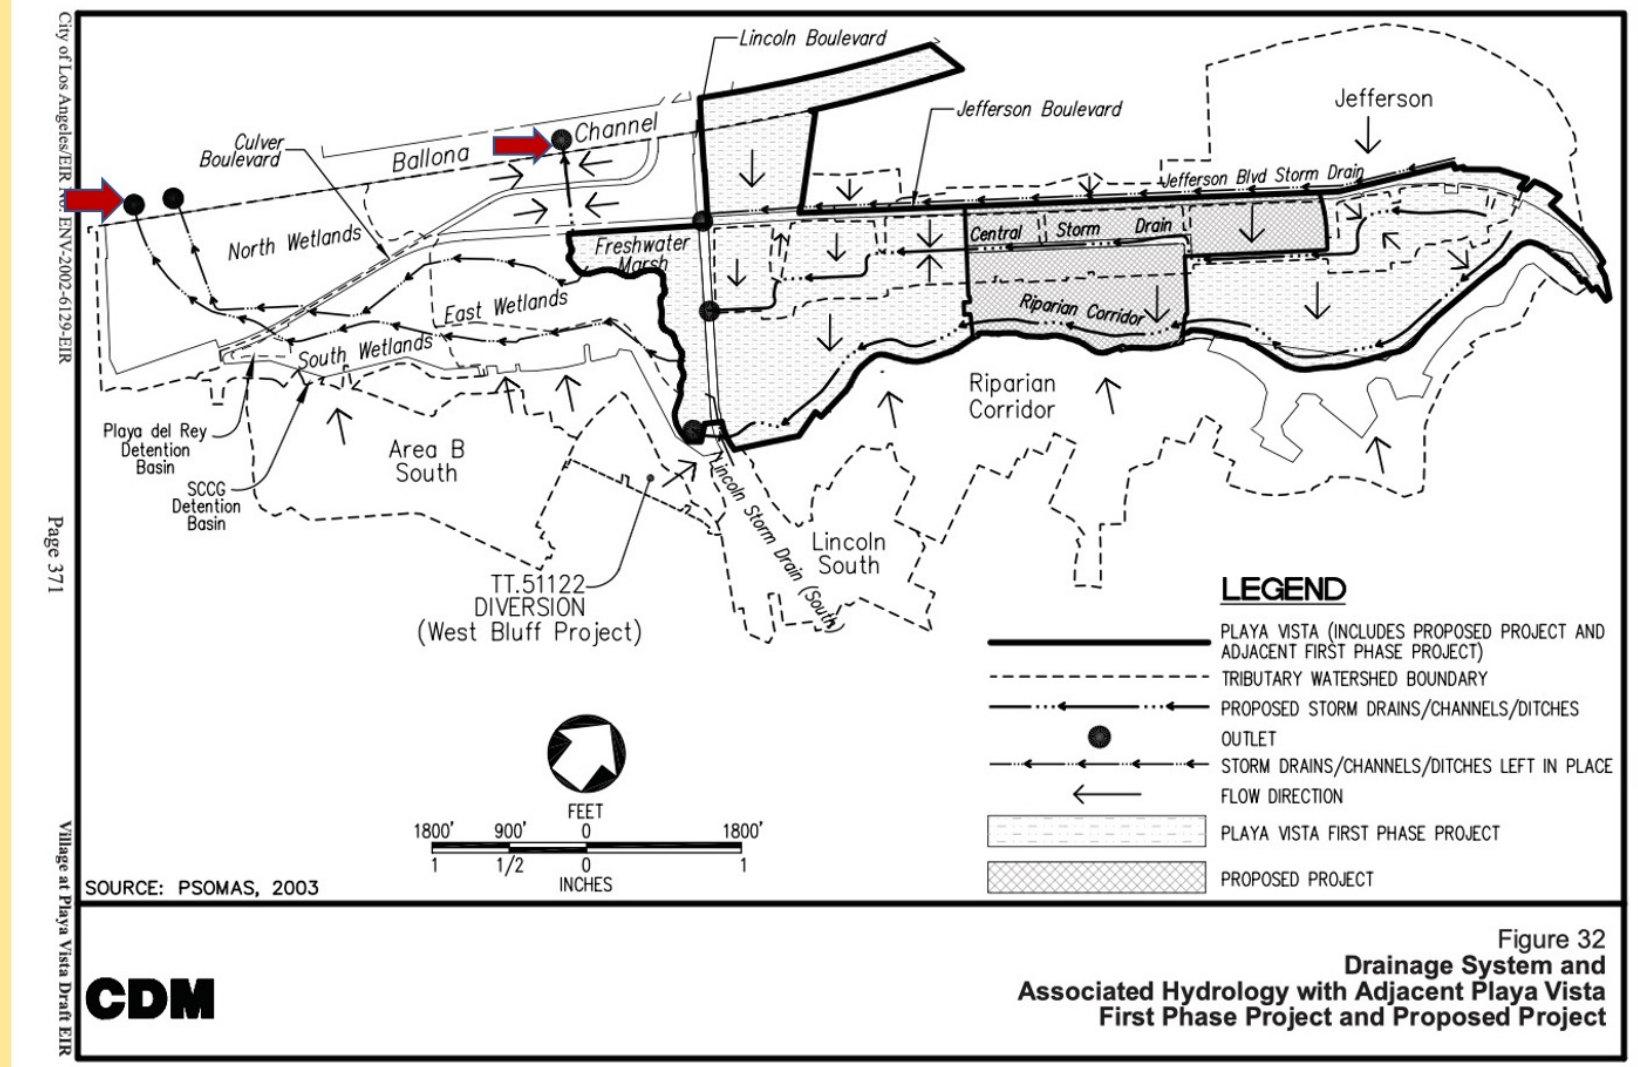 City of Los Angeles/EIR No. ENV-2002-6129-EIR
Page 371
Village at Playa Vista Draft EIR
Lincoln Boulevard
Jefferson Boulevard
Jefferson
Culver
Boulevard
Ballona
Channel
Jefferson Blvd Storm Drain
North Wetlands
Freshwater
Marsh
Central Storm Drain
East Wetlands
Riparian Corridor
South Wetlands
Riparian
Corridor
Playa del Rey
Detention
Basin
Area B
South
SCCG
Detention
Basin
Lincoln Storm Drain (South)
Lincoln
South
TT.51122
DIVERSION
(West Bluff Project)
LEGEND
PLAYA VISTA (INCLUDES PROPOSED PROJECT AND
ADJACENT FIRST PHASE PROJECT)
TRIBUTARY WATERSHED BOUNDARY
PROPOSED STORM DRAINS/CHANNELS/DITCHES
OUTLET
STORM DRAINS/CHANNELS/DITCHES LEFT IN PLACE
FLOW DIRECTION
PLAYA VISTA FIRST PHASE PROJECT
PROPOSED PROJECT
FEET
1800' 900' 0 1800'
1 1/2 0 1
INCHES
SOURCE: PSOMAS, 2003
CDM
Figure 32
Drainage System and
Associated Hydrology with Adjacent Playa Vista
First Phase Project and Proposed Project